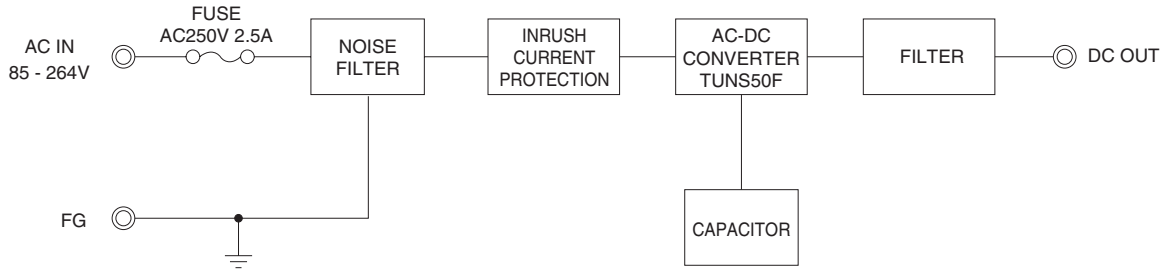 FUSE
AC250V 2.5A
AC IN
85 - 264V
NOISE
FILTER
INRUSH
CURRENT
PROTECTION
AC-DC
CONVERTER
TUNS50F
FILTER
DC OUT
FG
CAPACITOR